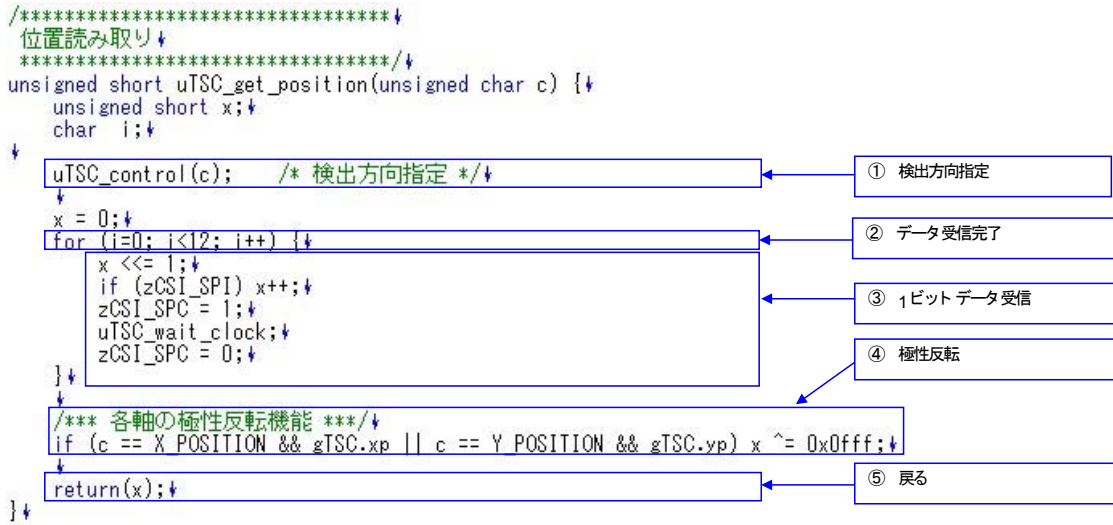 /*********************************↓
位置読み取り↓
*********************************/↓
unsigned short uTSC_get_position(unsigned char c) {↓
unsigned short x;↓
char i;↓
↓
uTSC_control(c); /* 検出方向指定 */↓
① 検出方向指定
↓
x = 0;↓
for (i=0; i<12; i++) {↓
② データ受信完了
x <<= 1;↓
if (zCSI_SPI) x++;↓
zCSI_SPC = 1;↓
uTSC_wait_clock;↓
zCSI_SPC = 0;↓
③ 1ビットデータ受信
}↓
④ 極性反転
↓
/*** 各軸の極性反転機能 ***/↓
if (c == X_POSITION && gTSC.xp || c == Y_POSITION && gTSC.yp) x ^= 0x0fff;↓
↓
return(x);↓
⑤ 戻る
}↓